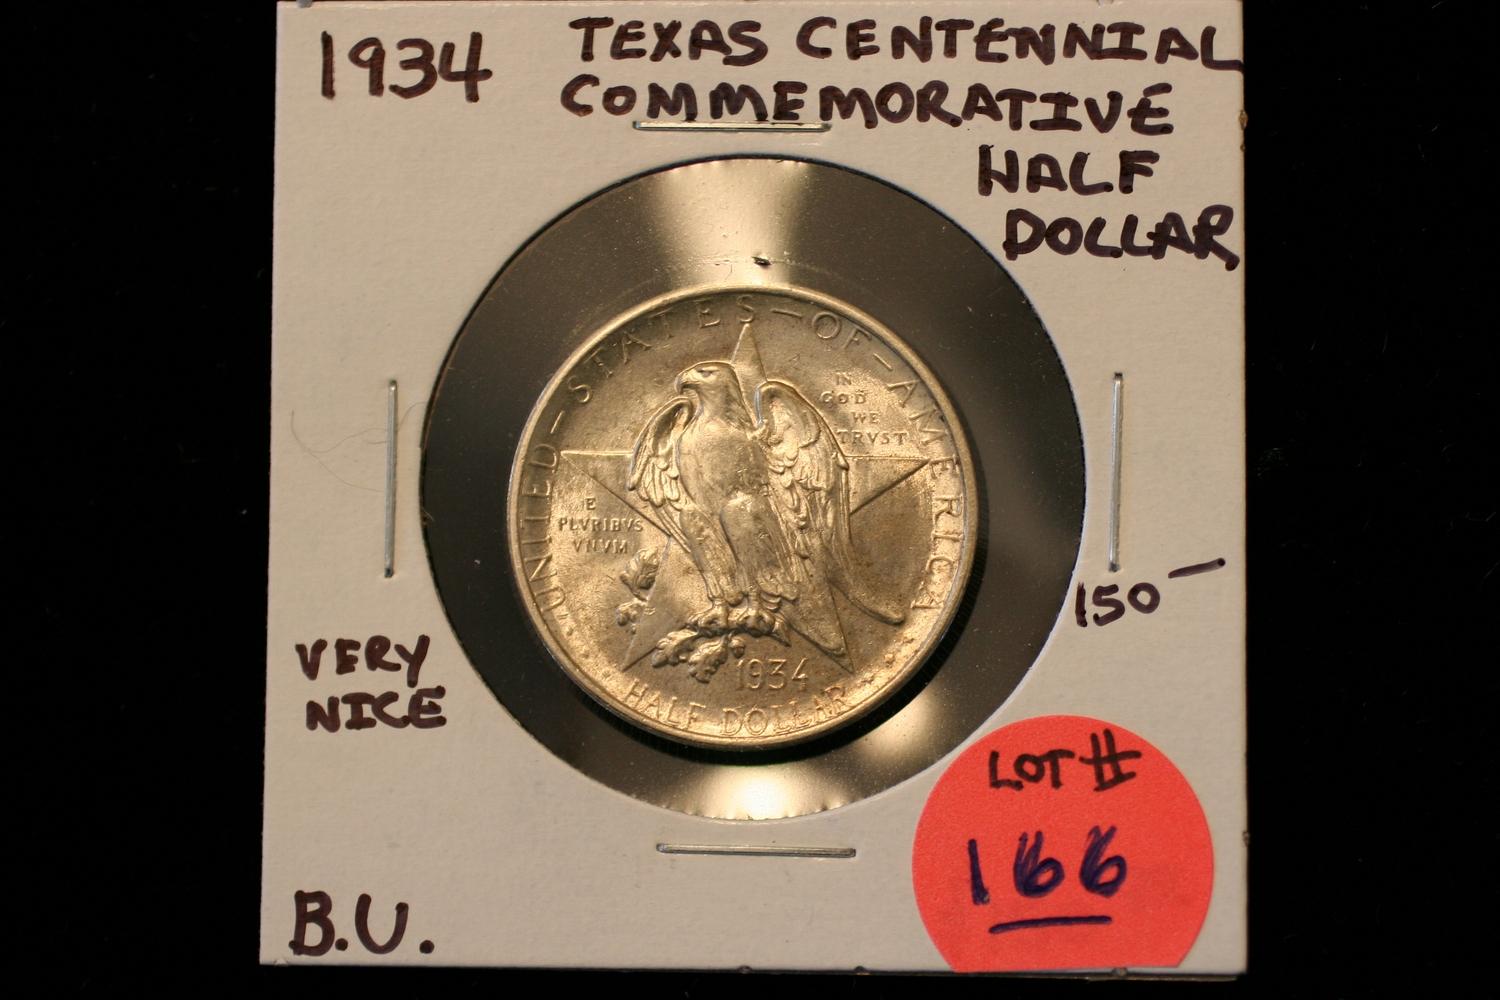 1934
TEXAS CENTENNIAL
COMMEMORATIVE
HALF
DOLLAR
UNITED-STATES-OF-AMERICA
IN
GOD
WE
TRVST
E
PLVRIBVS
VNVM
1934
HALF DOLLAR
150-
VERY
NICE
B.U.
LOT #
166